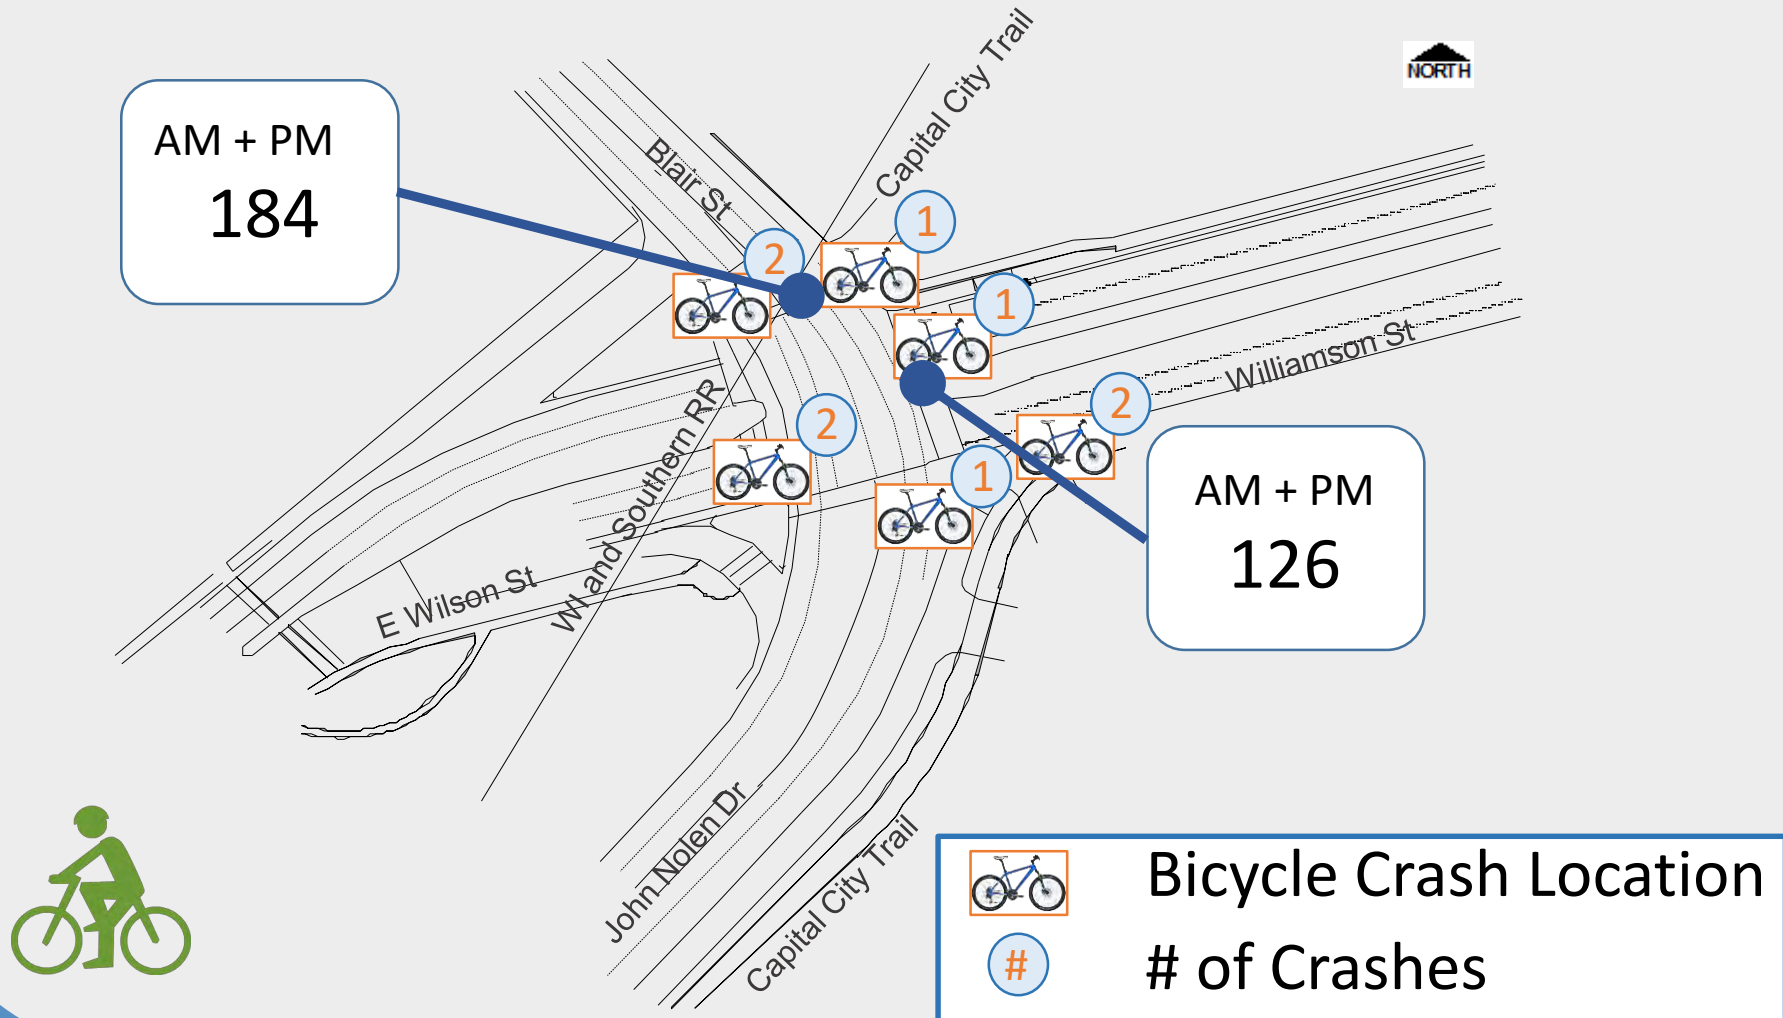 Capital City Trail
NORTH
AM + PM
184
Blair St
1
2
1
Williamson St
2
2
1
AM + PM
126
WI and Southern RR
E Wilson St
John Nolen Dr
Capital City Trail
Bicycle Crash Location
#
# of Crashes